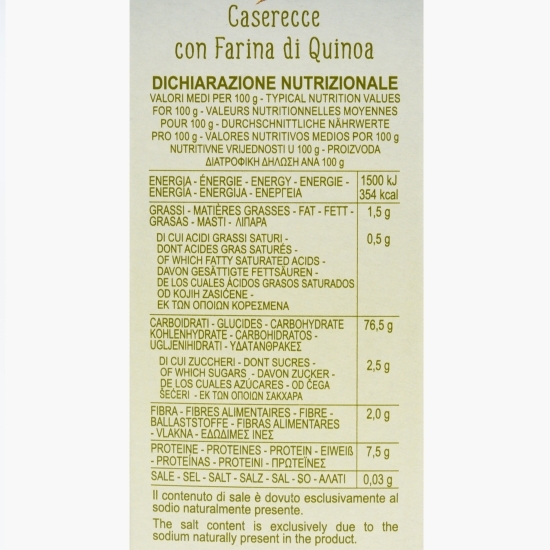 Caserecce
con Farina di Quinoa
DICHIARAZIONE NUTRIZIONALE
VALORI MEDI PER 100 g - TYPICAL NUTRITION VALUES
FOR 100 g - VALEURS NUTRITIONNELLES MOYENNES
POUR 100 g - DURCHSCHNITTLICHE NÄHRWERTE
PRO 100 g - VALORES NUTRITIVOS MEDIOS POR 100 g
NUTRITIVNE VRIJEDNOSTI U 100 g - PROIZVODA
ΔΙΑΤΡΟΦΙΚΗ ΔΗΛΩΣΗ ΑΝΑ 100 g
ENERGIA - ÉNERGIE - ENERGY - ENERGIE - 1500 kJ
ENERGÍA - ENERGIJA - ΕΝΕΡΓΕΙΑ 354 kcal
GRASSI - MATIÈRES GRASSES - FAT - FETT - 1,5 g
GRASAS - MASTI - ΛΙΠΑΡΑ
DI CUI ACIDI GRASSI SATURI - 0,5 g
DONT ACIDES GRAS SATURÉS -
OF WHICH FATTY SATURATED ACIDS -
DAVON GESÄTTIGTE FETTSÄUREN -
DE LOS CUALES ÁCIDOS GRASOS SATURADOS
OD KOJIH ZASIĆENE -
ΕΚ ΤΩΝ ΟΠΟΙΩΝ ΚΟΡΕΣΜΕΝΑ
CARBOIDRATI - GLUCIDES - CARBOHYDRATE 76,5 g
KOHLENHYDRATE - CARBOHIDRATOS -
UGLJENIHIDRATI - ΥΔΑΤΑΝΘΡΑΚΕΣ
DI CUI ZUCCHERI - DONT SUCRES - 2,5 g
OF WHICH SUGARS - DAVON ZUCKER -
DE LOS CUALES AZÚCARES - OD ČEGA
ŠEĆERI - ΕΚ ΤΩΝ ΟΠΟΙΩΝ ΣΑΚΧΑΡΑ
FIBRA - FIBRES ALIMENTAIRES - FIBRE - 2,0 g
BALLASTSTOFFE - FIBRAS ALIMENTARES
- VLAKNA - ΕΔΩΔΙΜΕΣ ΙΝΕΣ
PROTEINE - PROTEINES - PROTEIN - EIWEIß 7,5 g
- PROTEÍNAS - PROTEINI - ΠΡΩΤΕΪΝΕΣ
SALE - SEL - SALT - SALZ - SAL - SO - ΑΛΑΤΙ 0,03 g
Il contenuto di sale è dovuto esclusivamente al
sodio naturalmente presente.
The salt content is exclusively due to the
sodium naturally present in the product.